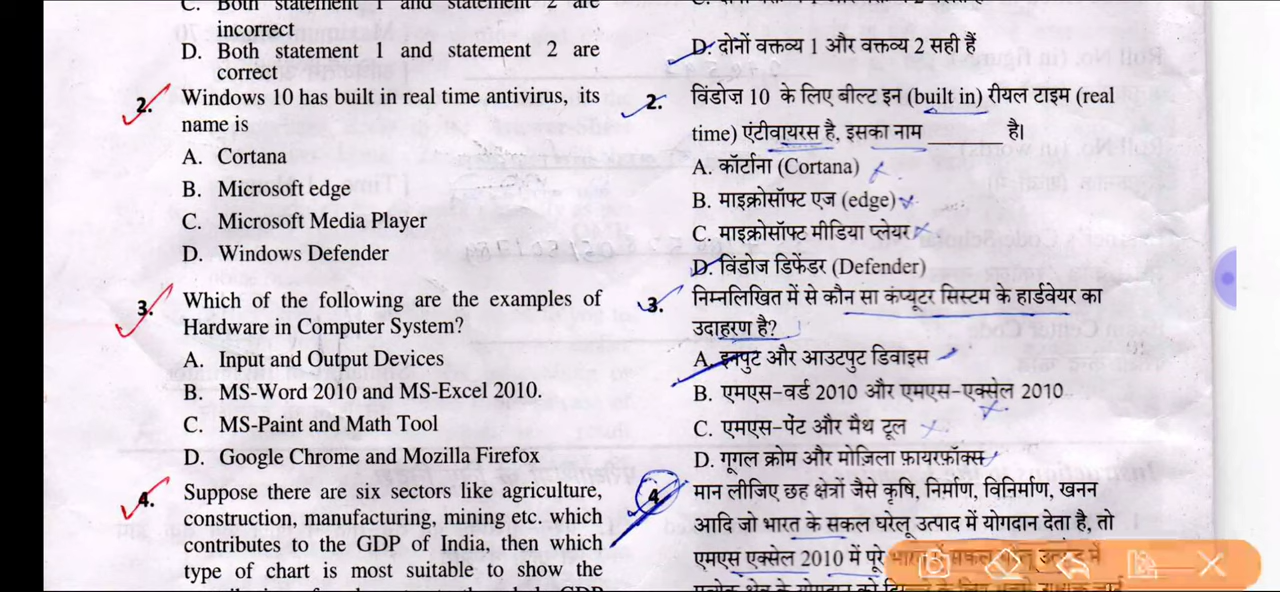 C. Both statement 1 and statement 2 are
incorrect
D. Both statement 1 and statement 2 are
correct
2. Windows 10 has built in real time antivirus, its
name is
A. Cortana
B. Microsoft edge
C. Microsoft Media Player
D. Windows Defender
3. Which of the following are the examples of
Hardware in Computer System?
A. Input and Output Devices
B. MS-Word 2010 and MS-Excel 2010.
C. MS-Paint and Math Tool
D. Google Chrome and Mozilla Firefox
4. Suppose there are six sectors like agriculture,
construction, manufacturing, mining etc. which
contributes to the GDP of India, then which
type of chart is most suitable to show the
D. दोनों वक्तव्य 1 और वक्तव्य 2 सही हैं
2. विंडोज 10 के लिए बील्ट इन (built in) रीयल टाइम (real
time) एंटीवायरस है, इसका नाम ______ है।
A. कॉर्टाना (Cortana)
B. माइक्रोसॉफ्ट एज (edge)
C. माइक्रोसॉफ्ट मीडिया प्लेयर
D. विंडोज डिफेंडर (Defender)
3. निम्नलिखित में से कौन सा कंप्यूटर सिस्टम के हार्डवेयर का
उदाहरण है?
A. इनपुट और आउटपुट डिवाइस
B. एमएस-वर्ड 2010 और एमएस-एक्सेल 2010
C. एमएस-पेंट और मैथ टूल
D. गूगल क्रोम और मोज़िला फ़ायरफ़ॉक्स
4 मान लीजिए छह क्षेत्रों जैसे कृषि, निर्माण, विनिर्माण, खनन
आदि जो भारत के सकल घरेलू उत्पाद में योगदान देता है, तो
एमएस एक्सेल 2010 में पूरे भारत में